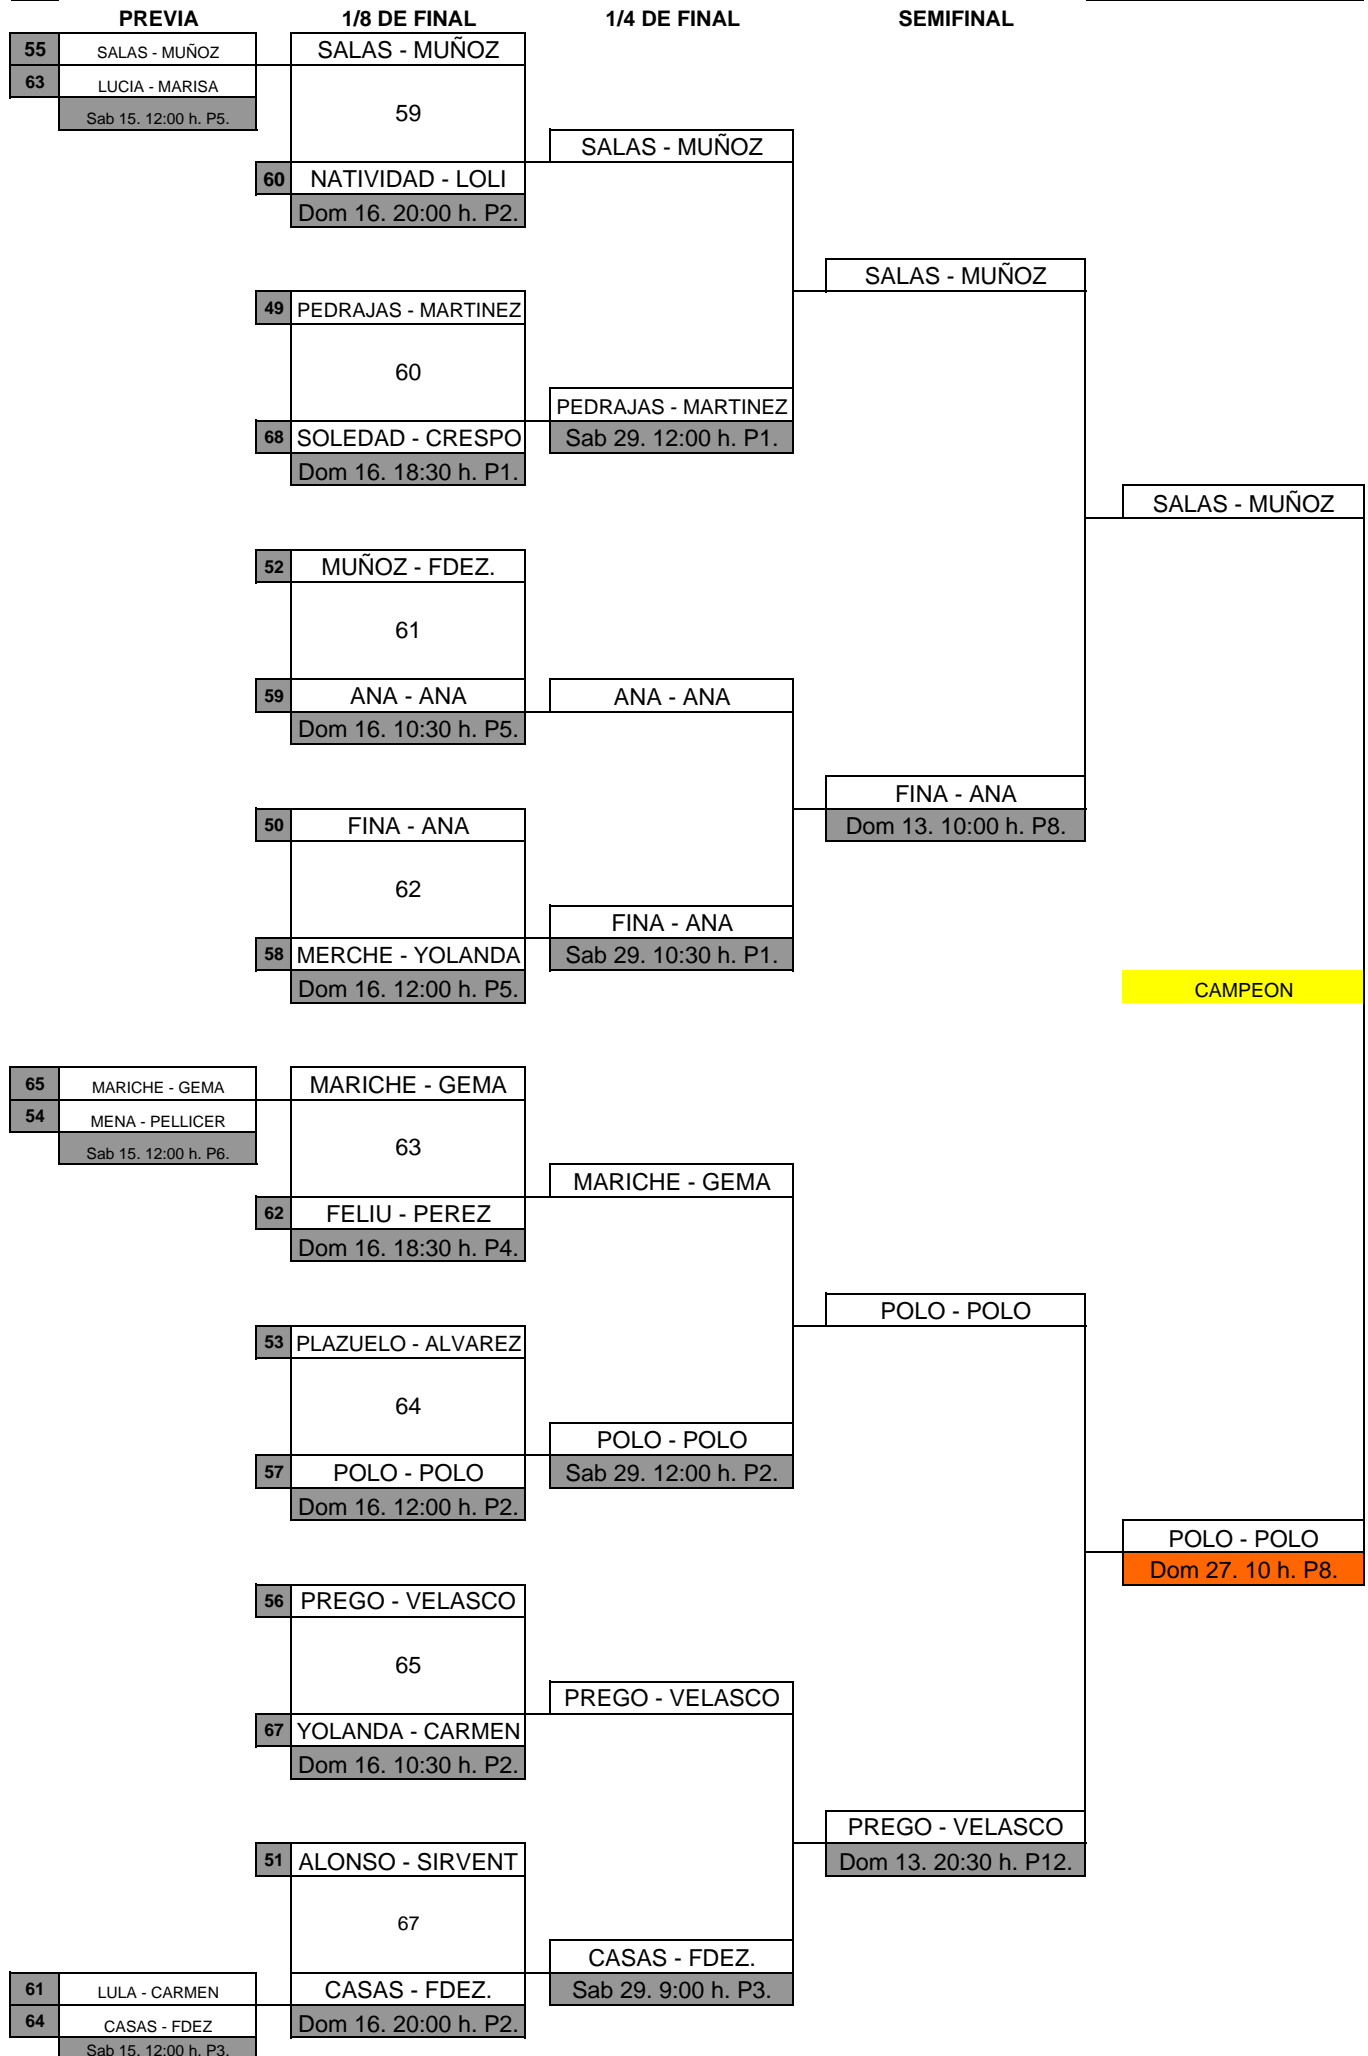 PREVIA 1/8 DE FINAL 1/4 DE FINAL SEMIFINAL
55 SALAS - MUÑOZ SALAS - MUÑOZ
63 LUCIA - MARISA
Sab 15. 12:00 h. P5. 59
SALAS - MUÑOZ
60 NATIVIDAD - LOLI
Dom 16. 20:00 h. P2.
SALAS - MUÑOZ
49 PEDRAJAS - MARTINEZ
60
PEDRAJAS - MARTINEZ
68 SOLEDAD - CRESPO Sab 29. 12:00 h. P1.
Dom 16. 18:30 h. P1.
SALAS - MUÑOZ
52 MUÑOZ - FDEZ.
61
59 ANA - ANA ANA - ANA
Dom 16. 10:30 h. P5.
FINA - ANA
50 FINA - ANA Dom 13. 10:00 h. P8.
62
FINA - ANA
58 MERCHE - YOLANDA Sab 29. 10:30 h. P1.
Dom 16. 12:00 h. P5. CAMPEON
65 MARICHE - GEMA MARICHE - GEMA
54 MENA - PELLICER
Sab 15. 12:00 h. P6. 63
MARICHE - GEMA
62 FELIU - PEREZ
Dom 16. 18:30 h. P4.
POLO - POLO
53 PLAZUELO - ALVAREZ
64
POLO - POLO
57 POLO - POLO Sab 29. 12:00 h. P2.
Dom 16. 12:00 h. P2.
POLO - POLO
Dom 27. 10 h. P8.
56 PREGO - VELASCO
65
PREGO - VELASCO
67 YOLANDA - CARMEN
Dom 16. 10:30 h. P2.
PREGO - VELASCO
51 ALONSO - SIRVENT Dom 13. 20:30 h. P12.
67
CASAS - FDEZ.
61 LULA - CARMEN CASAS - FDEZ. Sab 29. 9:00 h. P3.
64 CASAS - FDEZ Dom 16. 20:00 h. P2.
Sab 15. 12:00 h. P3.